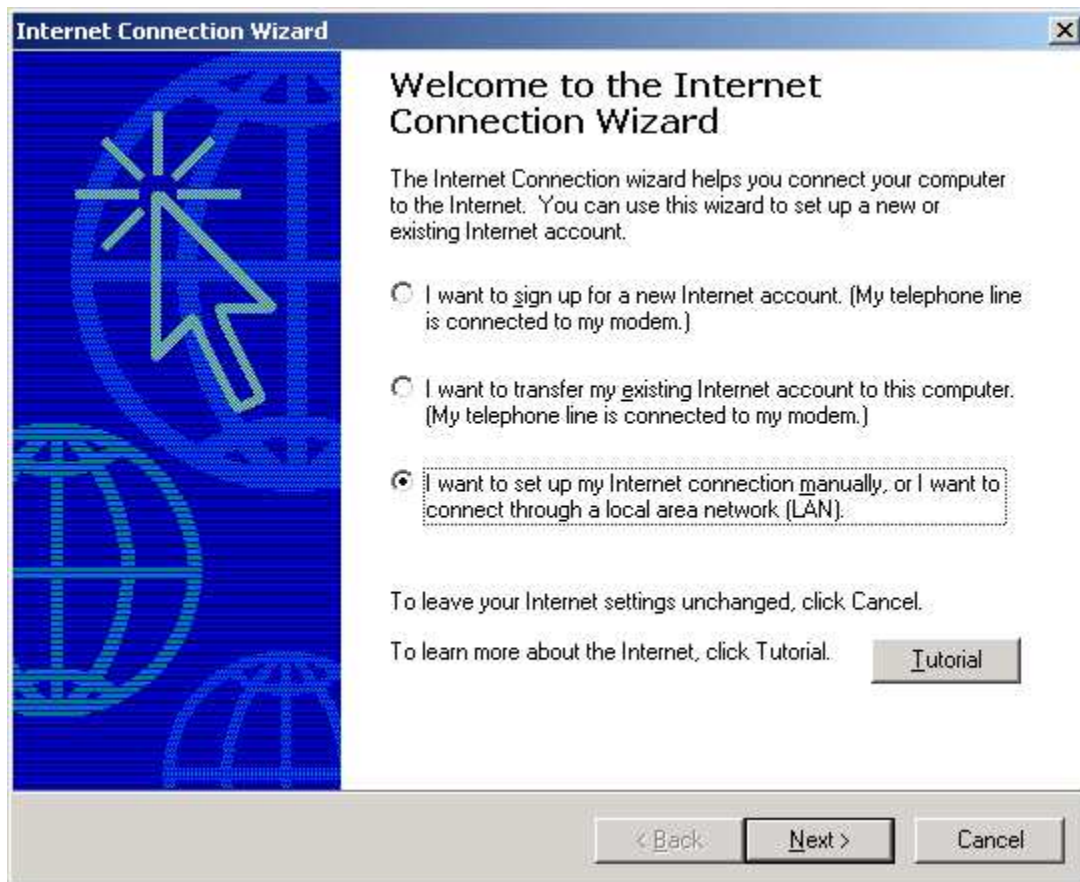 Internet Connection Wizard
Welcome to the Internet
Connection Wizard
The Internet Connection wizard helps you connect your computer
to the Internet.  You can use this wizard to set up a new or
existing Internet account.
I want to sign up for a new Internet account. (My telephone line
is connected to my modem.)
I want to transfer my existing Internet account to this computer.
(My telephone line is connected to my modem.)
I want to set up my Internet connection manually, or I want to
connect through a local area network (LAN).
To leave your Internet settings unchanged, click Cancel.
To learn more about the Internet, click Tutorial.
Tutorial
< Back
Next >
Cancel